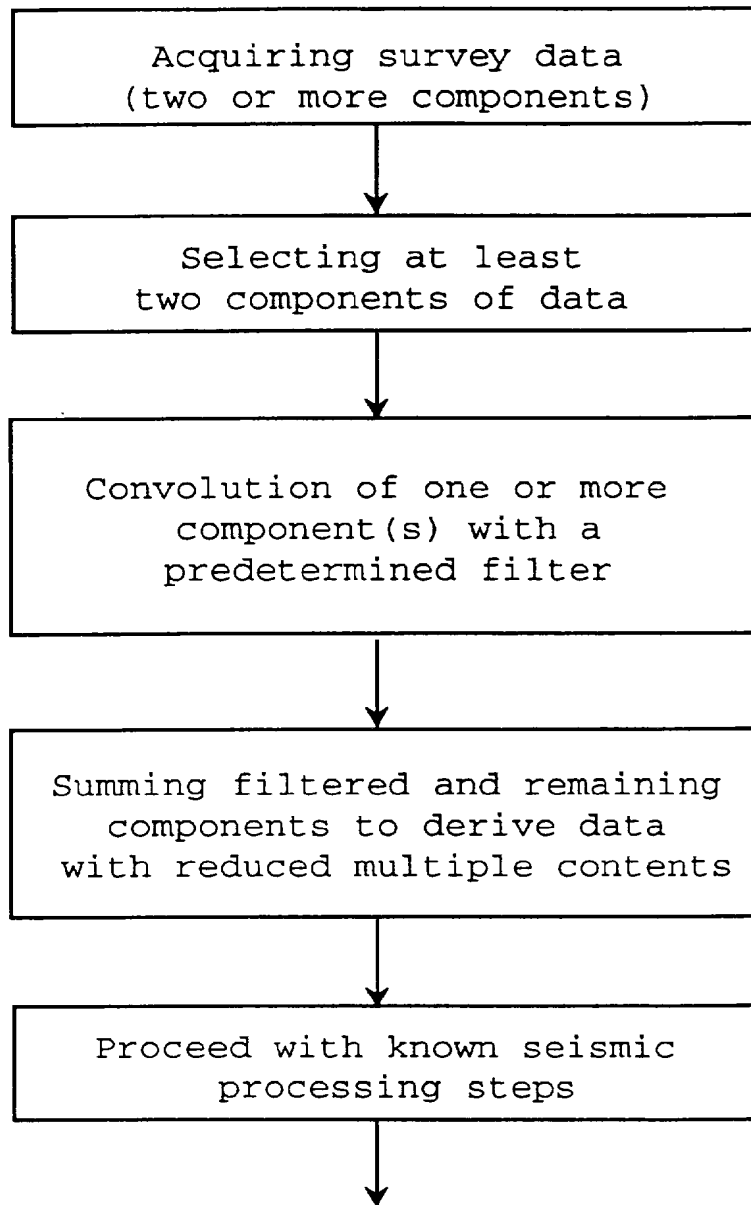 Acquiring survey data
(two or more components)
Selecting at least
two components of data
Convolution of one or more
component(s) with a
predetermined filter
Summing filtered and remaining
components to derive data
with reduced multiple contents
Proceed with known seismic
processing steps